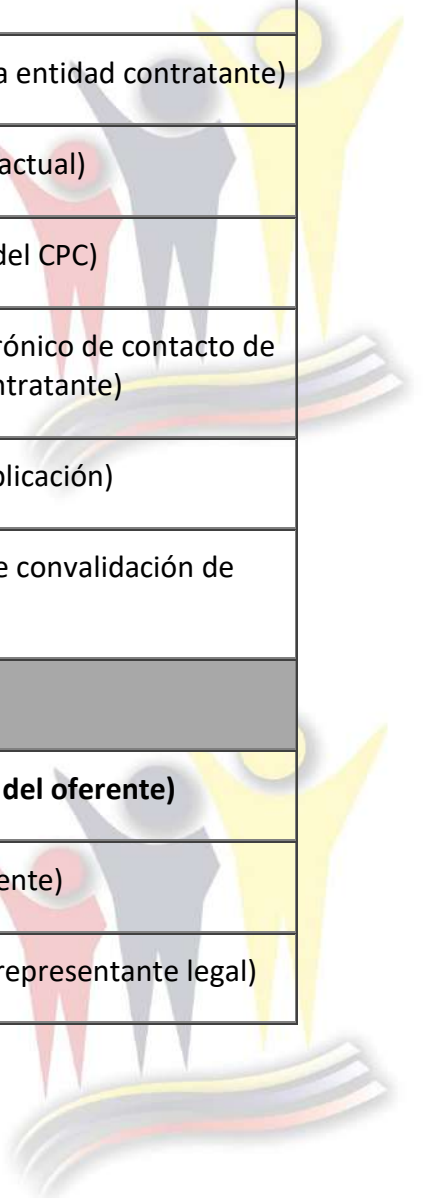 a entidad contratante)
actual)
del CPC)
rónico de contacto de
ntratante)
blicación)
e convalidación de
del oferente)
ente)
representante legal)